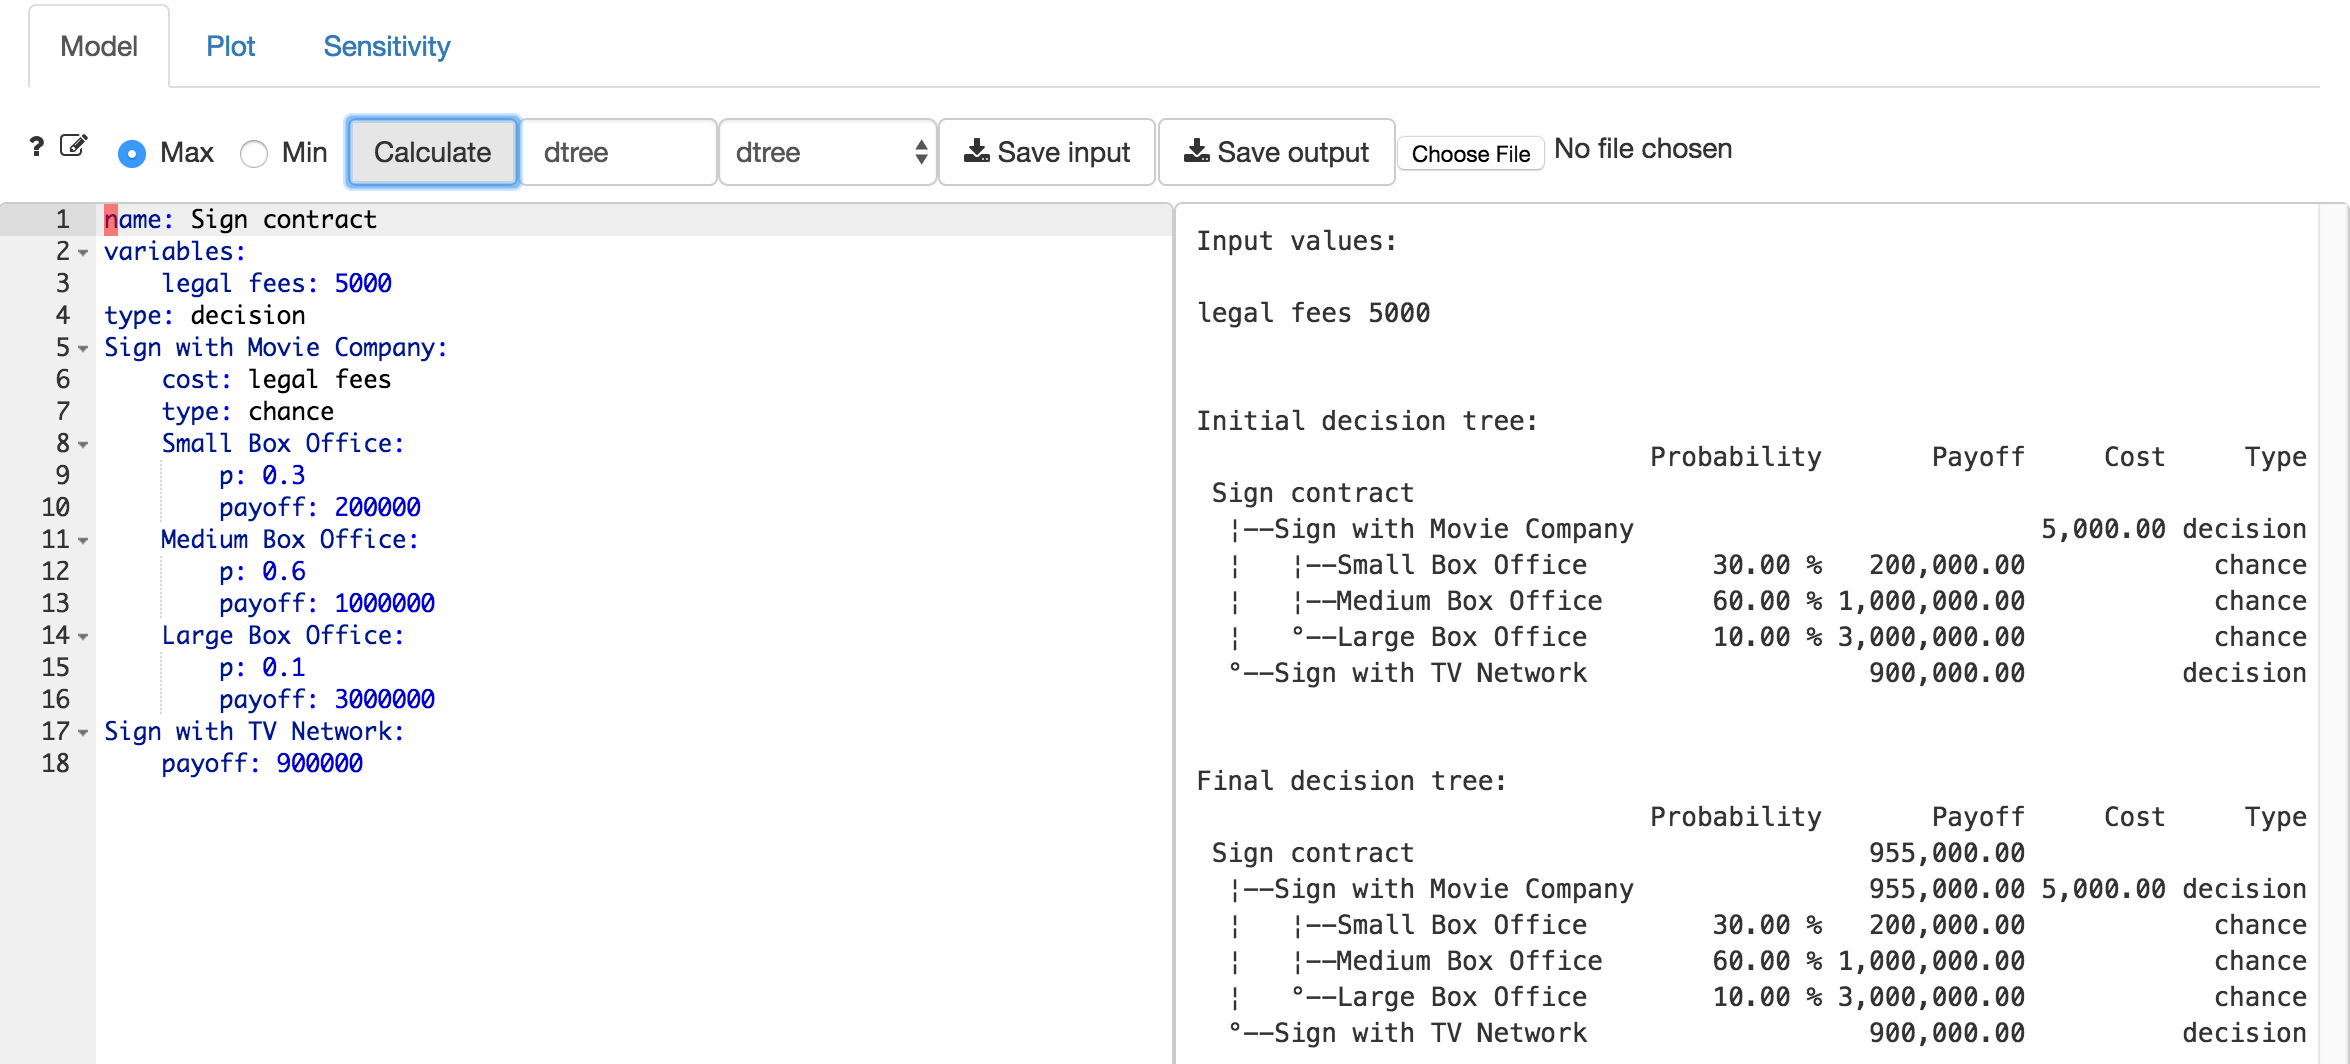 Model Plot Sensitivity
? Max Min Calculate dtree dtree Save input Save output Choose File No file chosen
1 name: Sign contract
2 variables:
3     legal fees: 5000
4 type: decision
5 Sign with Movie Company:
6     cost: legal fees
7     type: chance
8     Small Box Office:
9         p: 0.3
10         payoff: 200000
11     Medium Box Office:
12         p: 0.6
13         payoff: 1000000
14     Large Box Office:
15         p: 0.1
16         payoff: 3000000
17 Sign with TV Network:
18     payoff: 900000
Input values:
legal fees 5000
Initial decision tree:
                             Probability       Payoff     Cost     Type
 Sign contract
  ¦--Sign with Movie Company                          5,000.00 decision
  ¦   ¦--Small Box Office        30.00 %   200,000.00            chance
  ¦   ¦--Medium Box Office       60.00 % 1,000,000.00            chance
  ¦   °--Large Box Office        10.00 % 3,000,000.00            chance
  °--Sign with TV Network                  900,000.00          decision
Final decision tree:
                             Probability       Payoff     Cost     Type
 Sign contract                             955,000.00
  ¦--Sign with Movie Company               955,000.00 5,000.00 decision
  ¦   ¦--Small Box Office        30.00 %   200,000.00            chance
  ¦   ¦--Medium Box Office       60.00 % 1,000,000.00            chance
  ¦   °--Large Box Office        10.00 % 3,000,000.00            chance
  °--Sign with TV Network                  900,000.00          decision